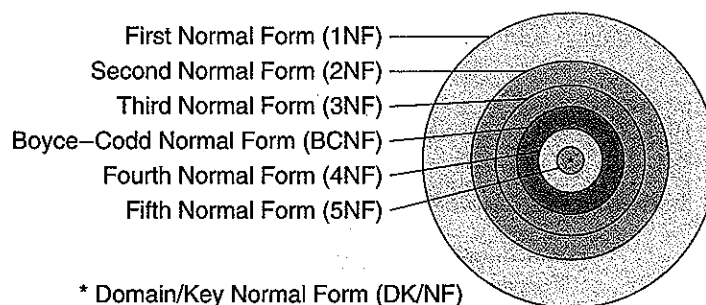 First Normal Form (1NF)
Second Normal Form (2NF)
Third Normal Form (3NF)
Boyce–Codd Normal Form (BCNF)
Fourth Normal Form (4NF)
Fifth Normal Form (5NF)
* Domain/Key Normal Form (DK/NF)